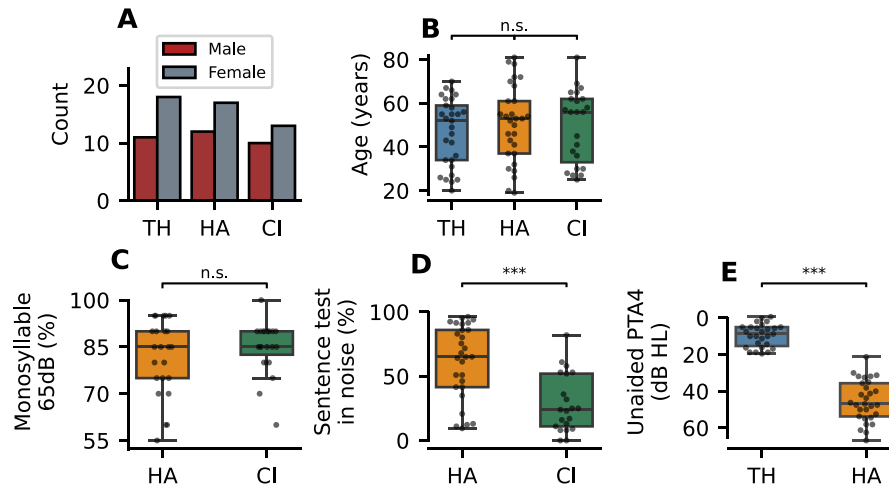 A
Male
Female
Count
20
10
0
TH
HA
CI
B
n.s.
Age (years)
80
60
40
20
TH
HA
CI
C
n.s.
Monosyllable
65dB (%)
100
85
70
55
HA
CI
D
***
Sentence test
in noise (%)
100
50
0
HA
CI
E
***
Unaided PTA4
(dB HL)
0
20
40
60
TH
HA